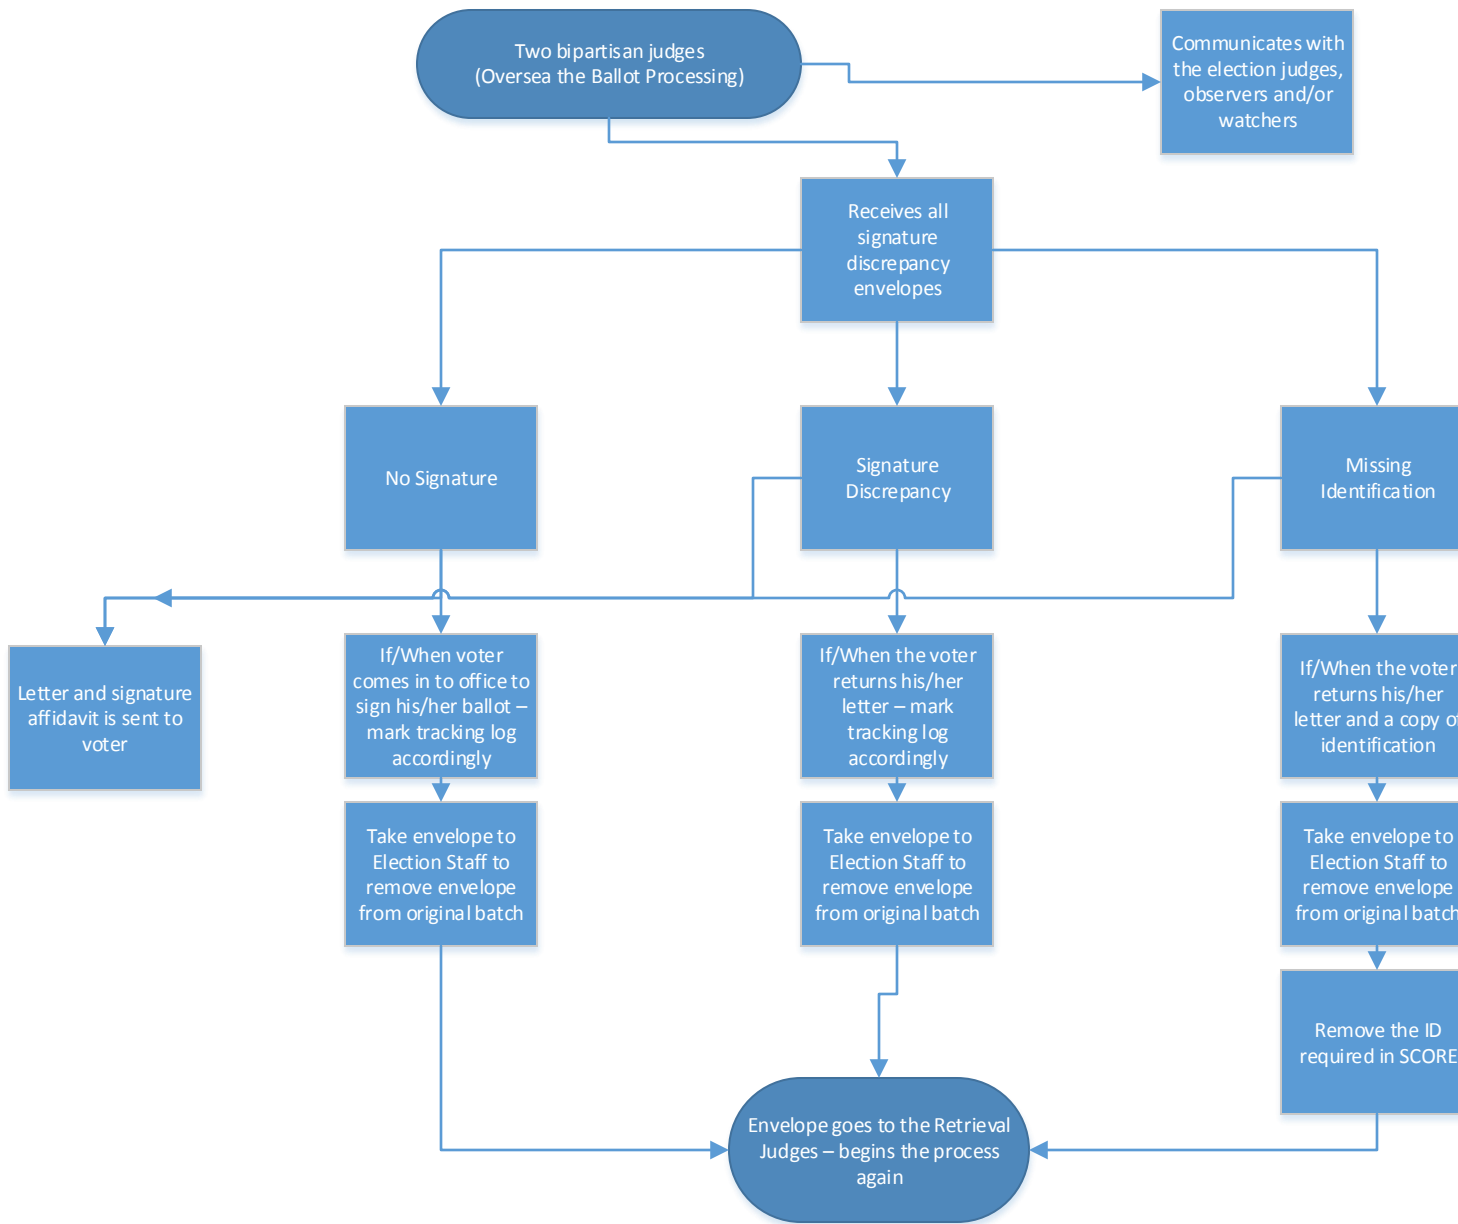 Two bipartisan judges
(Oversea the Ballot Processing)
Communicates with
the election judges,
observers and/or
watchers
Receives all
signature
discrepancy
envelopes
No Signature
Signature
Discrepancy
Missing
Identification
Letter and signature
affidavit is sent to
voter
If/When voter
comes in to office to
sign his/her ballot –
mark tracking log
accordingly
If/When the voter
returns his/her
letter – mark
tracking log
accordingly
If/When the voter
returns his/her
letter and a copy of
identification
Take envelope to
Election Staff to
remove envelope
from original batch
Take envelope to
Election Staff to
remove envelope
from original batch
Take envelope to
Election Staff to
remove envelope
from original batch
Remove the ID
required in SCORE
Envelope goes to the Retrieval
Judges – begins the process
again